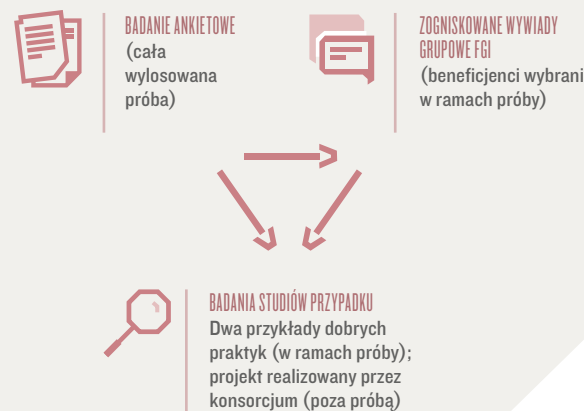 BADANIE ANKIETOWE
(cała
wylosowana
próba)
ZOGNISKOWANE WYWIADY
GRUPOWE FGI
(beneficjenci wybrani
w ramach próby)
BADANIA STUDIÓW PRZYPADKU
Dwa przykłady dobrych
praktyk (w ramach próby);
projekt realizowany przez
konsorcjum (poza próbą)